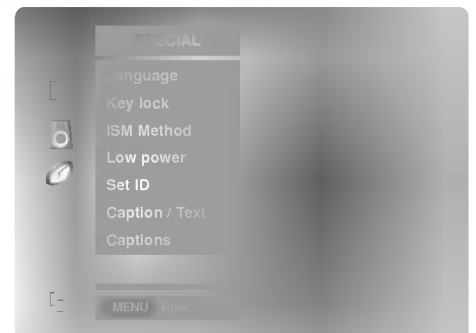 SPECIAL
Language
Key lock
ISM Method
Low power
Set ID
Caption / Text
Captions
MENU Prev.